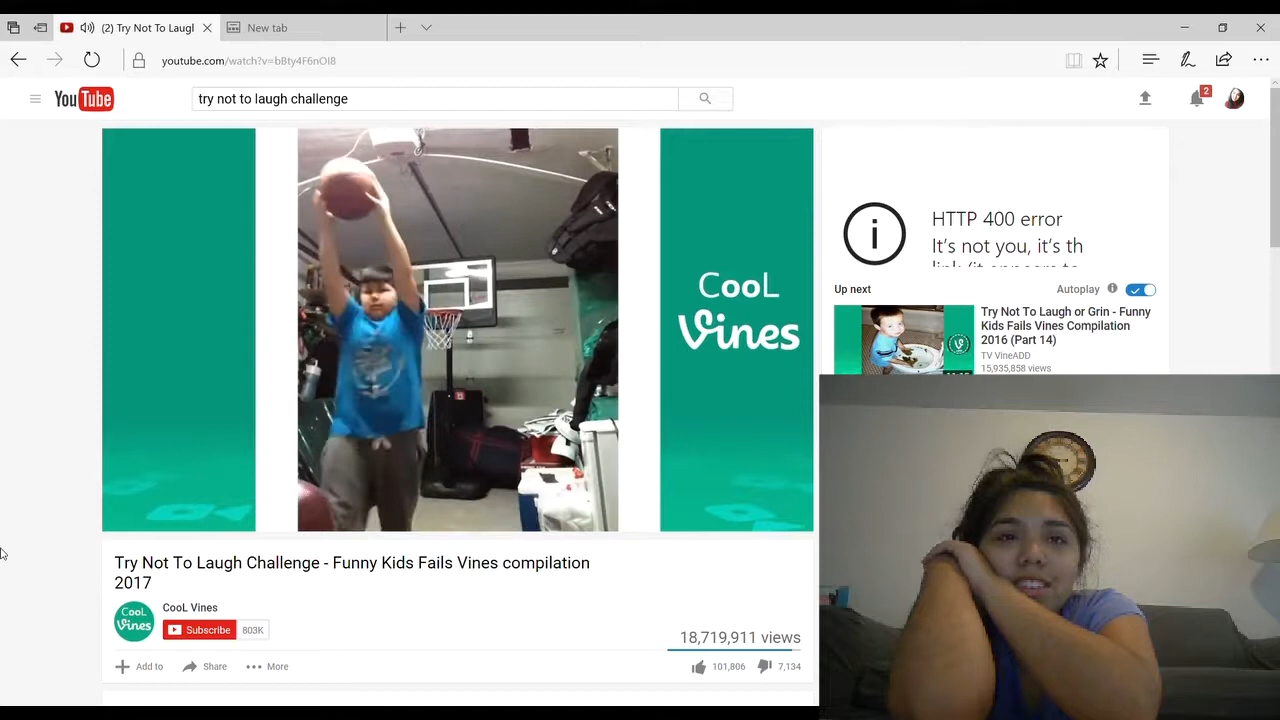 (2) Try Not To Laugl
New tab
youtube.com/watch?v=bBty4F6nOI8
YouTube
try not to laugh challenge
2
CooL
Vines
HTTP 400 error
It's not you, it's th
Up next
Autoplay
Try Not To Laugh or Grin - Funny
Kids Fails Vines Compilation
2016 (Part 14)
TV VineADD
15,935,858 views
Try Not To Laugh Challenge - Funny Kids Fails Vines compilation
2017
CooL
Vines
CooL Vines
Subscribe
803K
18,719,911 views
Add to
Share
More
101,806
7,134